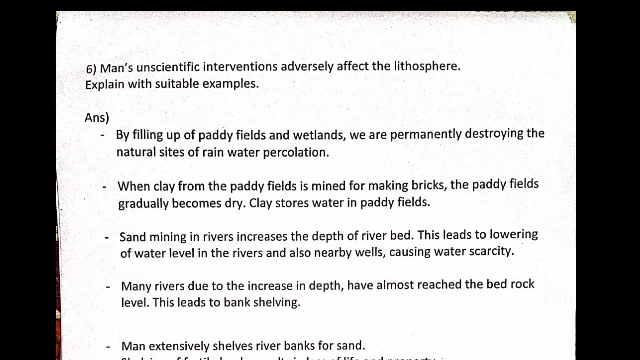 6) Man's unscientific interventions adversely affect the lithosphere.
Explain with suitable examples.
Ans)
- By filling up of paddy fields and wetlands, we are permanently destroying the
natural sites of rain water percolation.
- When clay from the paddy fields is mined for making bricks, the paddy fields
gradually becomes dry. Clay stores water in paddy fields.
- Sand mining in rivers increases the depth of river bed. This leads to lowering
of water level in the rivers and also nearby wells, causing water scarcity.
- Many rivers due to the increase in depth, have almost reached the bed rock
level. This leads to bank shelving.
- Man extensively shelves river banks for sand.